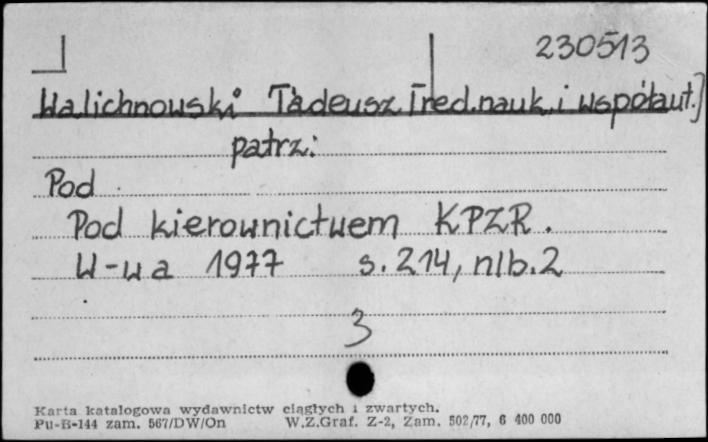 230513
Walichnowski Tadeusz [red.nauk.i współaut.]
patrz:
Pod
Pod kierownictwem KPZR.
W-wa 1977 s.214, nlb.2
3
Karta katalogowa wydawnictw ciągłych i zwartych.
Pu-B-144 zam. 567/DW/On W.Z.Graf. Z-2, Zam. 502/77, 6 400 000